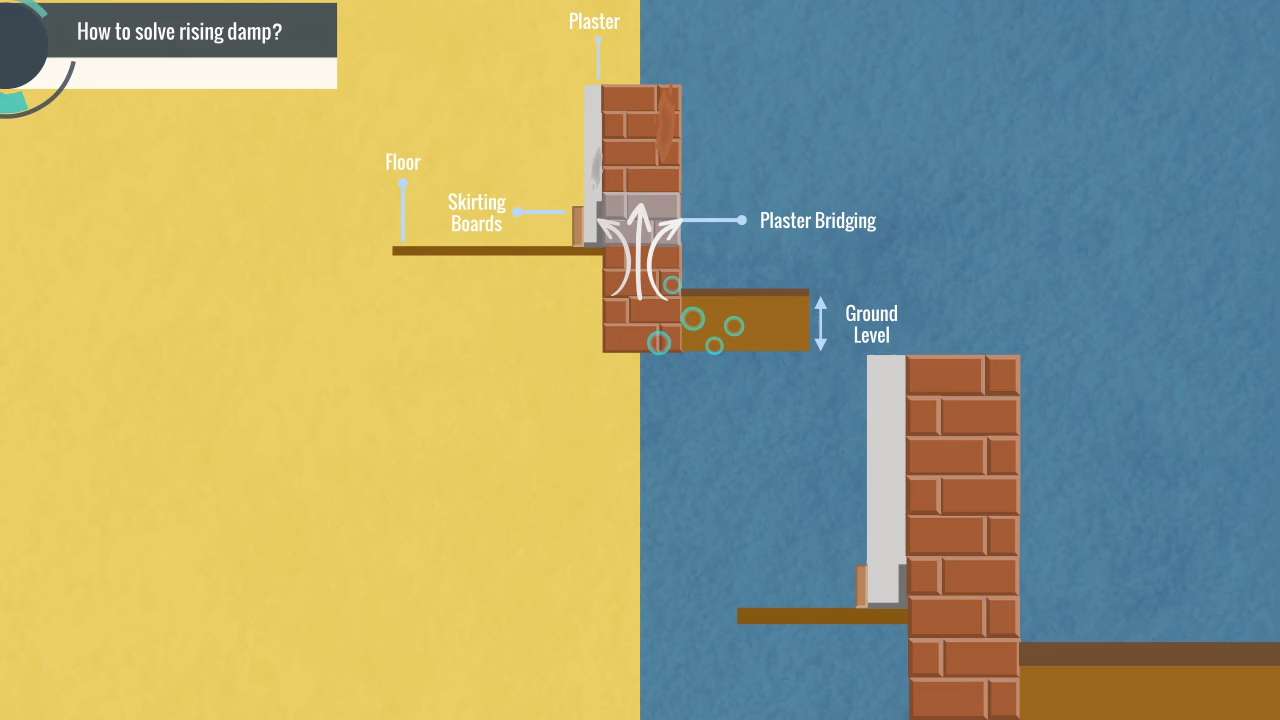 How to solve rising damp?
Plaster
Floor
Skirting
Boards
Plaster Bridging
Ground
Level